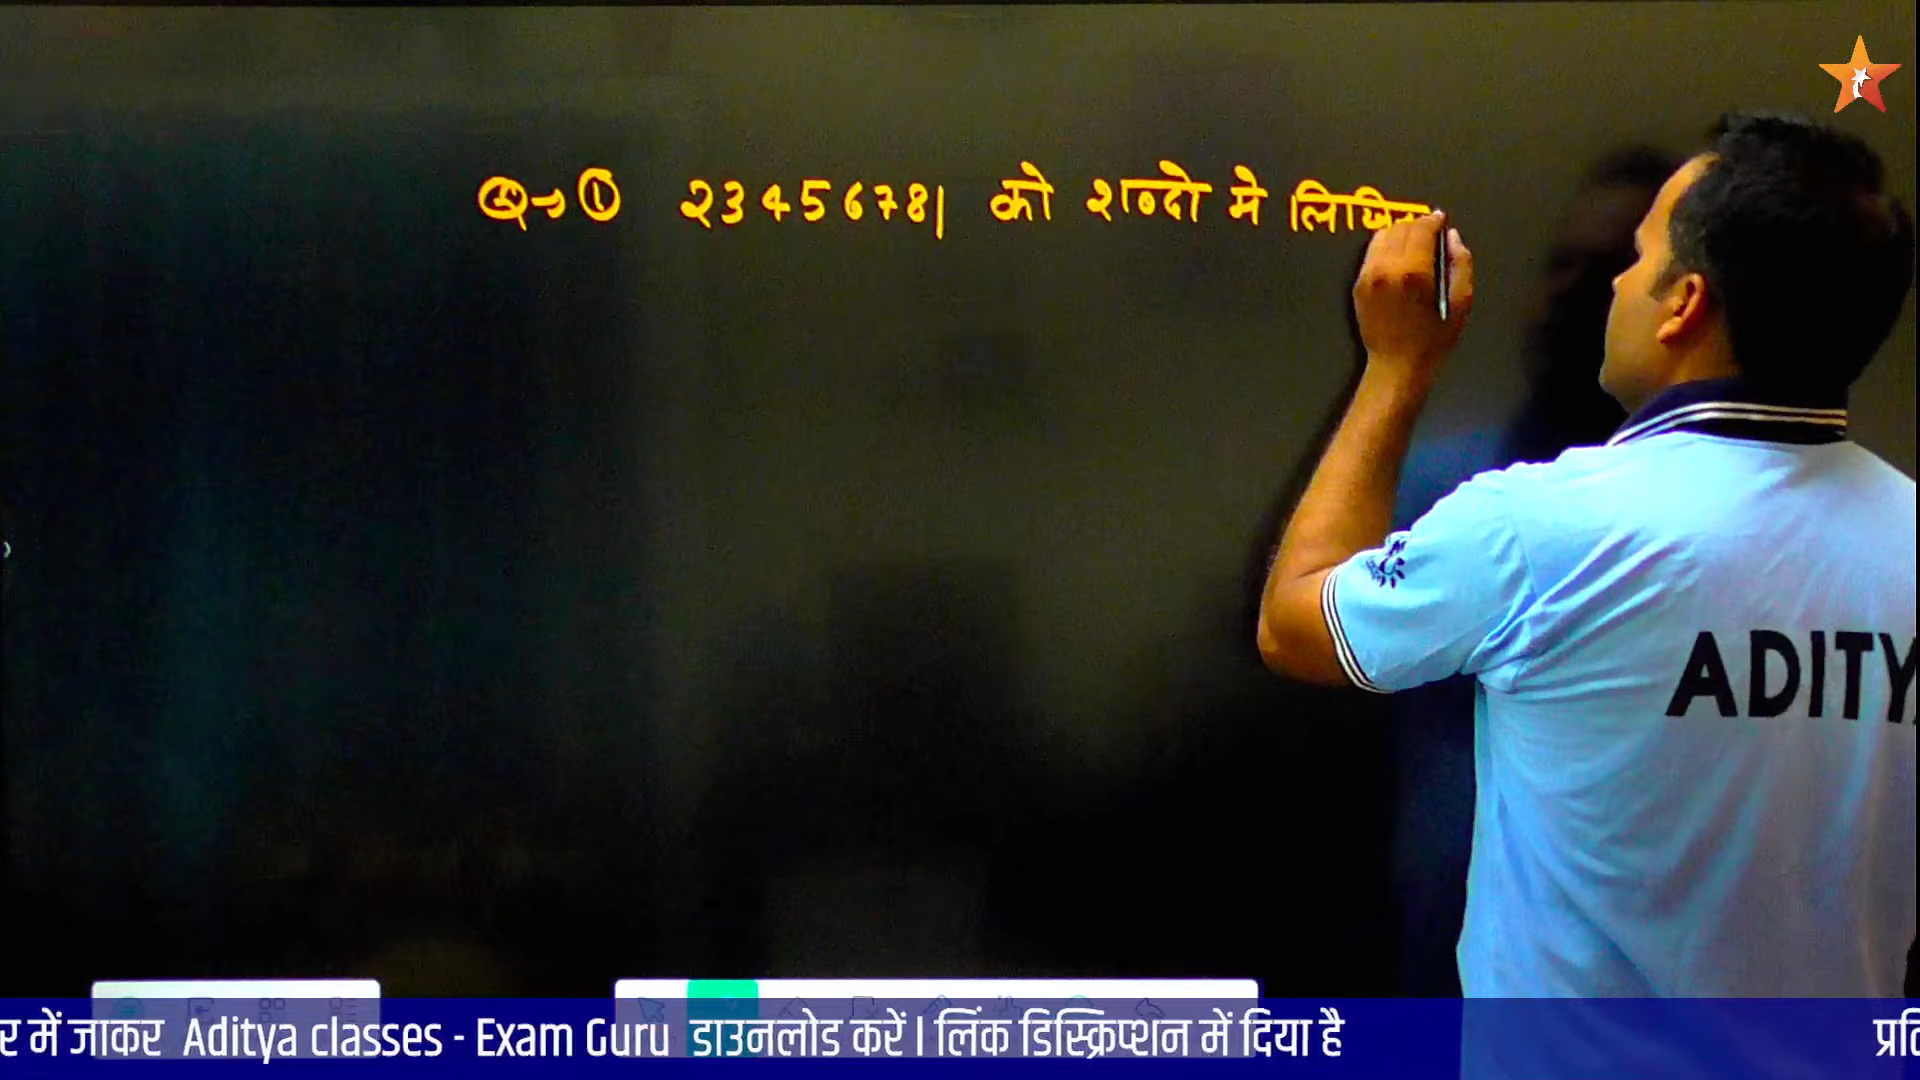 Q→ ① 2345678| को शब्दो मे
ADITY
र में जाकर Aditya classes - Exam Guru डाउनलोड करें । लिंक डिस्क्रिप्शन में दिया है